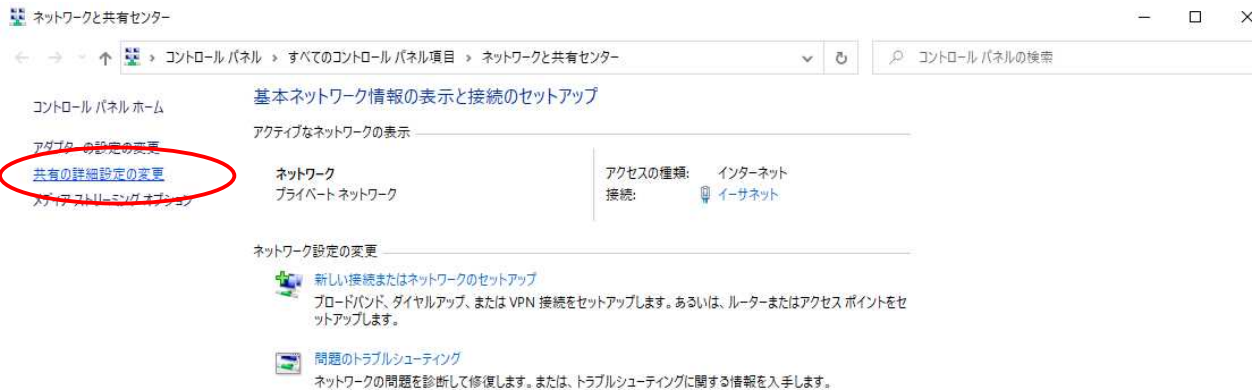 ネットワークと共有センター
コントロール パネル › すべてのコントロール パネル項目 › ネットワークと共有センター
コントロール パネルの検索
コントロール パネル ホーム
アダプターの設定の変更
共有の詳細設定の変更
メディア ストリーミング オプション
基本ネットワーク情報の表示と接続のセットアップ
アクティブなネットワークの表示
ネットワーク
プライベート ネットワーク
アクセスの種類: インターネット
接続: イーサネット
ネットワーク設定の変更
新しい接続またはネットワークのセットアップ
ブロードバンド、ダイヤルアップ、または VPN 接続をセットアップします。あるいは、ルーターまたはアクセス ポイントをセ
ットアップします。
問題のトラブルシューティング
ネットワークの問題を診断して修復します。または、トラブルシューティングに関する情報を入手します。